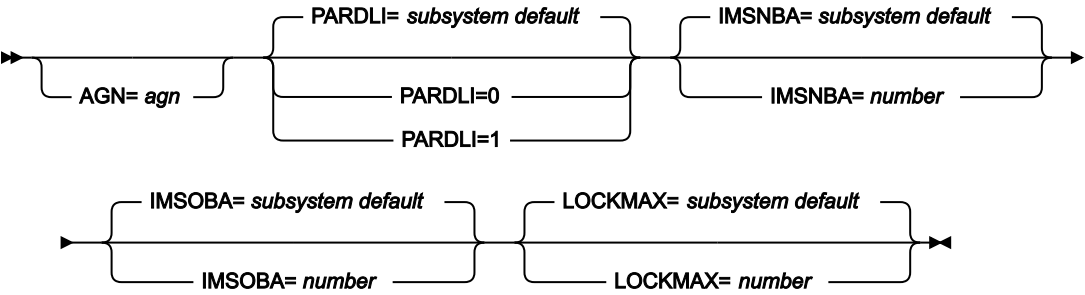 PARDLI= subsystem default
IMSNBA= subsystem default
AGN= agn
PARDLI=0
IMSNBA= number
PARDLI=1
IMSOBA= subsystem default
LOCKMAX= subsystem default
IMSOBA= number
LOCKMAX= number